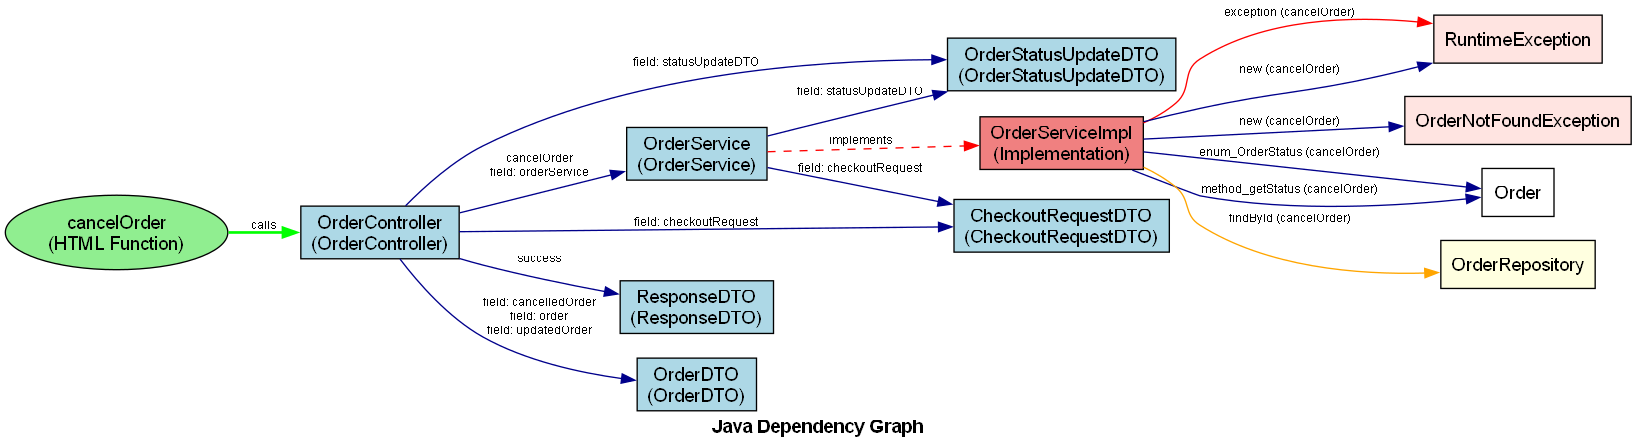 cancelOrder
(HTML Function)
calls
OrderController
(OrderController)
field: statusUpdateDTO
cancelOrder
field: orderService
field: checkoutRequest
success
field: cancelledOrder
field: order
field: updatedOrder
OrderService
(OrderService)
ResponseDTO
(ResponseDTO)
OrderDTO
(OrderDTO)
field: statusUpdateDTO
implements
field: checkoutRequest
OrderStatusUpdateDTO
(OrderStatusUpdateDTO)
OrderServiceImpl
(Implementation)
CheckoutRequestDTO
(CheckoutRequestDTO)
exception (cancelOrder)
new (cancelOrder)
new (cancelOrder)
enum_OrderStatus (cancelOrder)
method_getStatus (cancelOrder)
findById (cancelOrder)
RuntimeException
OrderNotFoundException
Order
OrderRepository
Java Dependency Graph